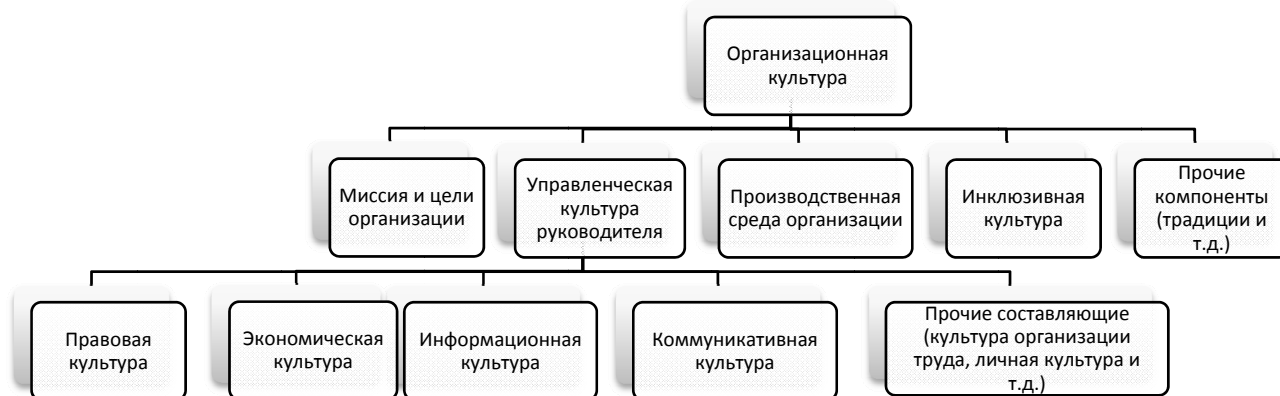 Организационная
культура
Миссия и цели
организации
Управленческая
культура
руководителя
Производственная
среда организации
Инклюзивная
культура
Прочие
компоненты
(традиции и
т.д.)
Правовая
культура
Экономическая
культура
Информационная
культура
Коммуникативная
культура
Прочие составляющие
(культура организации
труда, личная культура и
т.д.)